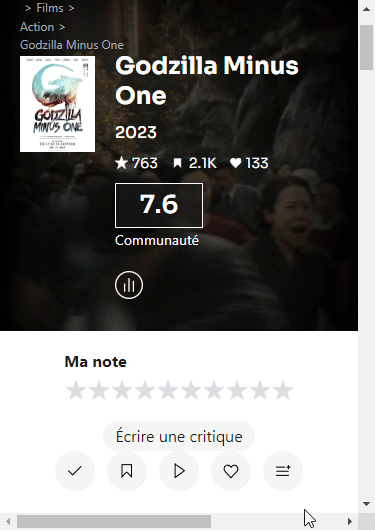 > Films >
Action >
Godzilla Minus One
GODZILLA
MINUS ONE
Godzilla Minus
One
2023
763 2.1K 133
7.6
Communauté
Ma note
Écrire une critique